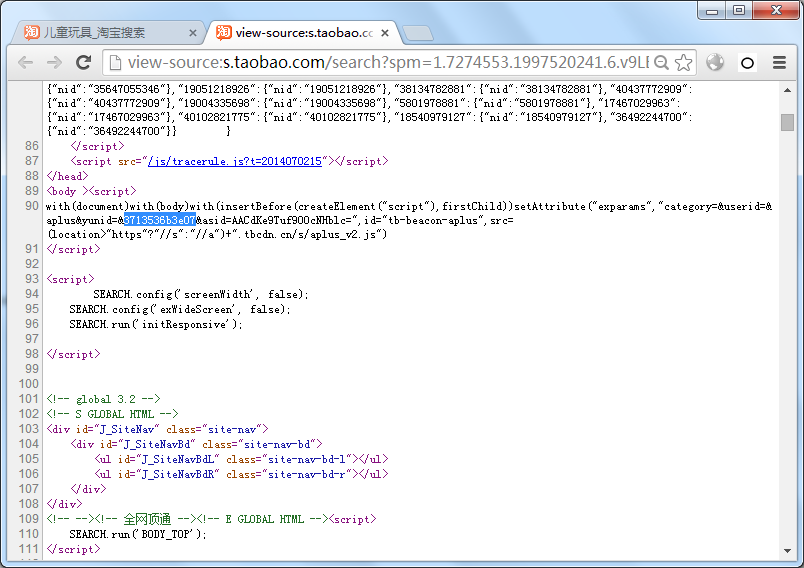 儿童玩具_淘宝搜索
view-source:s.taobao.co
view-source:s.taobao.com/search?spm=1.7274553.1997520241.6.v9LE
{"nid":"35647055346"},"19051218926":{"nid":"19051218926"},"38134782881":{"nid":"38134782881"},"40437772909":
{"nid":"40437772909"},"19004335698":{"nid":"19004335698"},"5801978881":{"nid":"5801978881"},"17467029963":
{"nid":"17467029963"},"40102821775":{"nid":"40102821775"},"18540979127":{"nid":"18540979127"},"36492244700":
{"nid":"36492244700"}} }
86 </script>
87 <script src="/js/tracerule.js?t=2014070215"></script>
88 </head>
89 <body ><script>
90 with(document)with(body)with(insertBefore(createElement("script"),firstChild))setAttribute("exparams","category=&userid=&
aplus&yunid=&3713536b3e07&asid=AACdKe9Tuf9OOcNHblc=",id="tb-beacon-aplus",src=
(location>"https"?"//s":"//a")+".tbcdn.cn/s/aplus_v2.js")
91 </script>
92
93 <script>
94 SEARCH.config('screenWidth', false);
95 SEARCH.config('exWideScreen', false);
96 SEARCH.run('initResponsive');
97
98 </script>
99
100
101 <!-- global 3.2 -->
102 <!-- S GLOBAL HTML -->
103 <div id="J_SiteNav" class="site-nav">
104 <div id="J_SiteNavBd" class="site-nav-bd">
105 <ul id="J_SiteNavBdL" class="site-nav-bd-l"></ul>
106 <ul id="J_SiteNavBdR" class="site-nav-bd-r"></ul>
107 </div>
108 </div>
109 <!-- --><!-- 全网顶通 --><!-- E GLOBAL HTML --><script>
110 SEARCH.run('BODY_TOP');
111 </script>